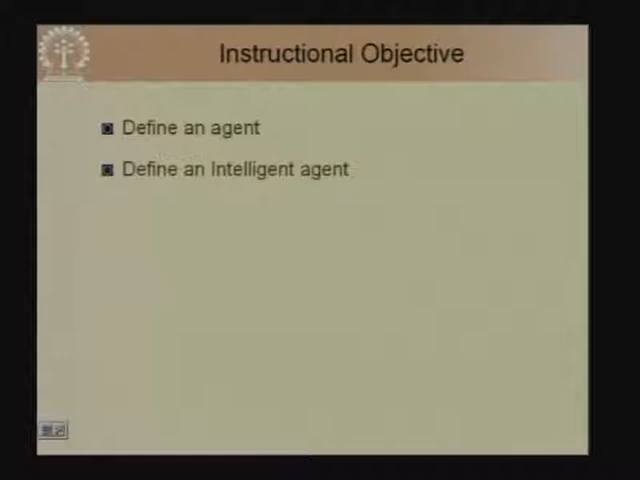 Instructional Objective
Define an agent
Define an Intelligent agent